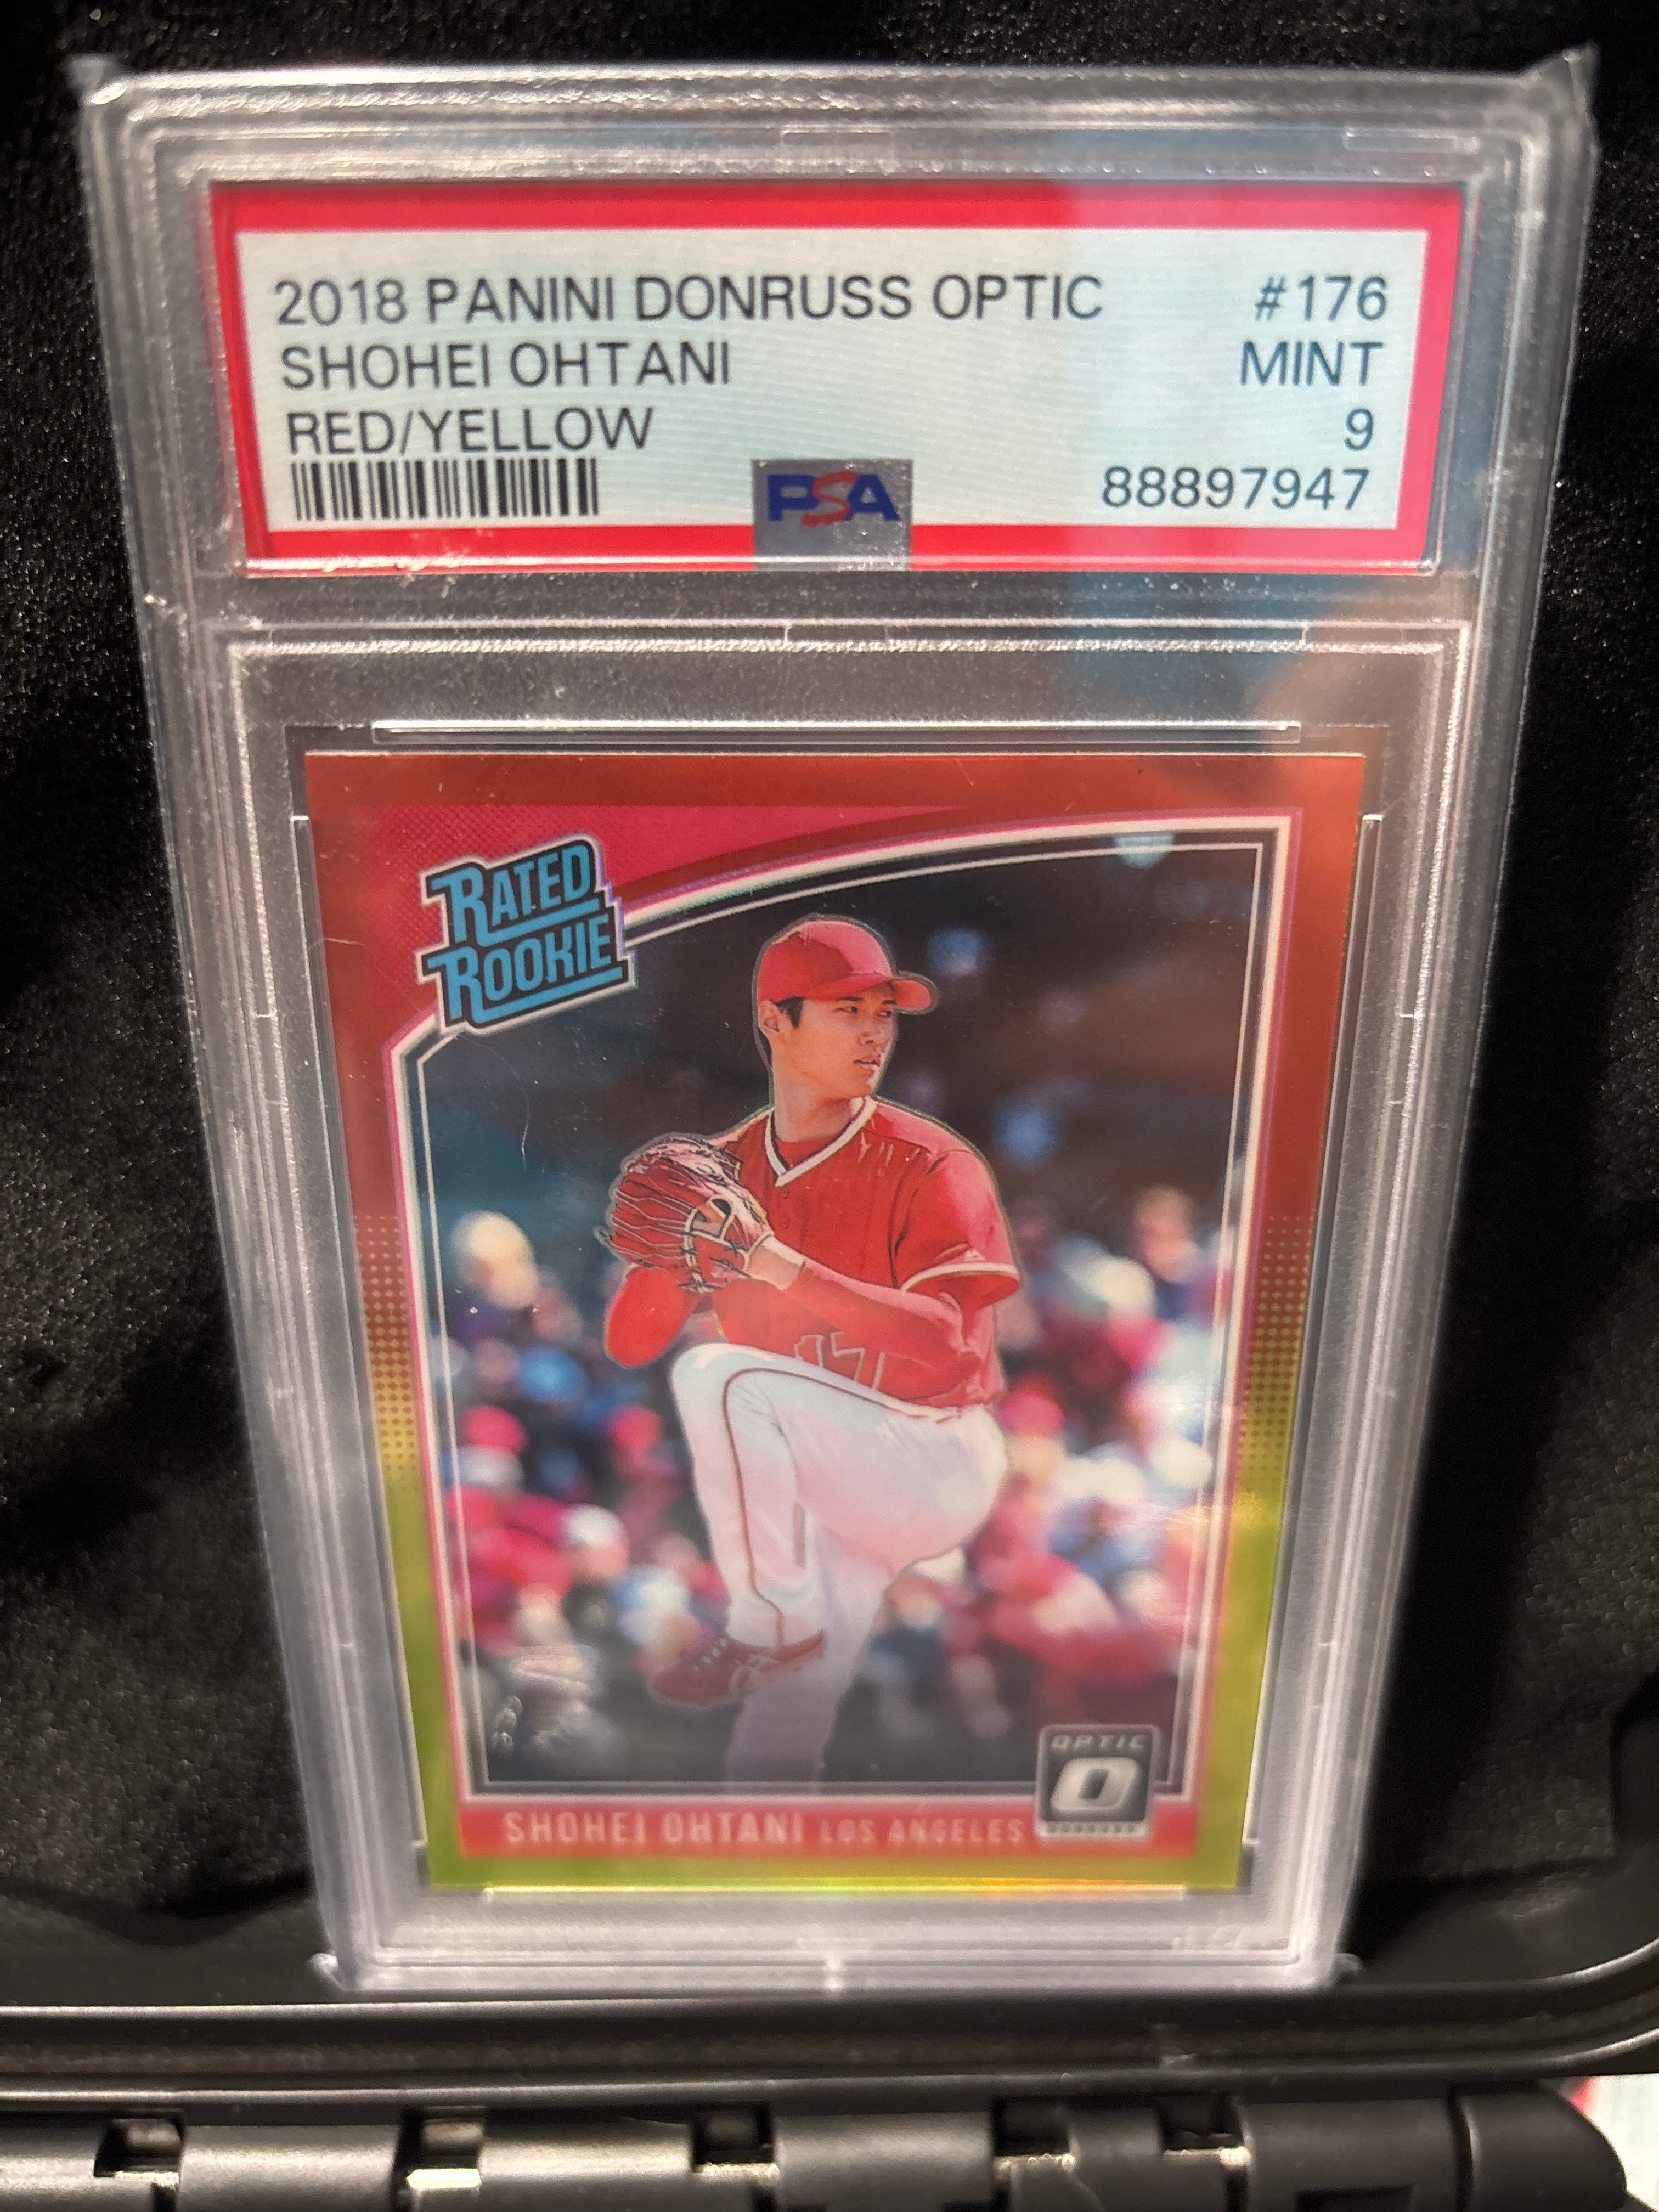 2018 PANINI DONRUSS OPTIC #176
SHOHEI OHTANI MINT
RED/YELLOW 9
PSA 88897947
RATED
ROOKIE
17
OPTIC
SHOHEI OHTANI LOS ANGELES